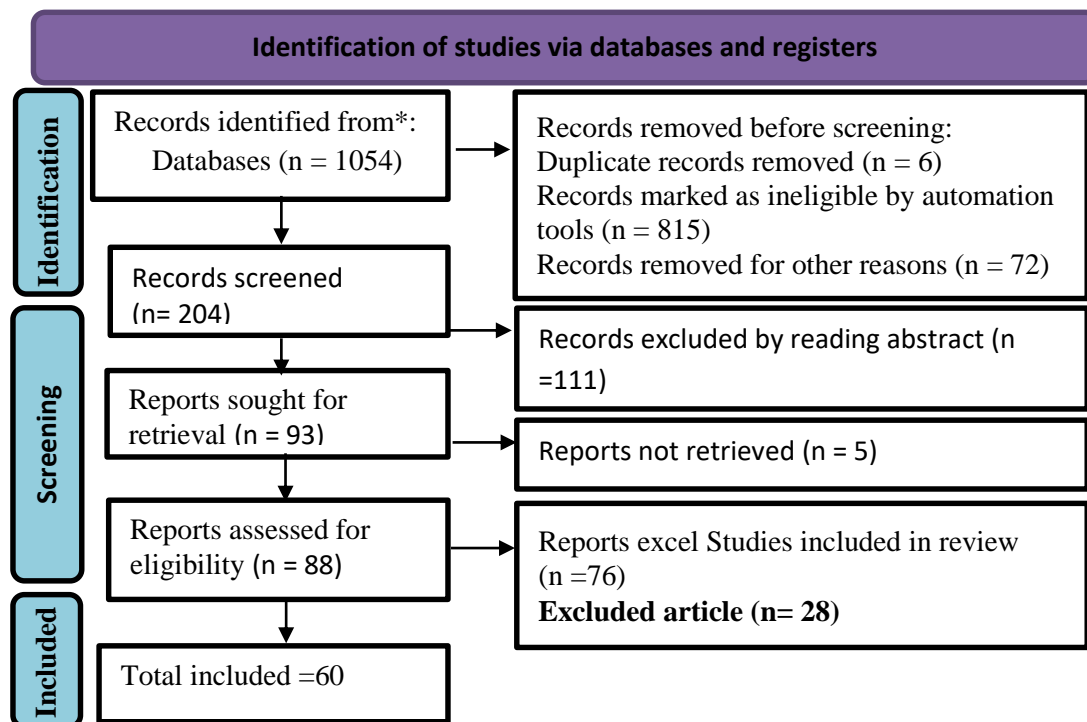 Identification of studies via databases and registers
Identification
Records identified from*:
Databases (n = 1054)
Records removed before screening:
Duplicate records removed (n = 6)
Records marked as ineligible by automation
tools (n = 815)
Records removed for other reasons (n = 72)
Records screened
(n= 204)
Records excluded by reading abstract (n
=111)
Screening
Reports sought for
retrieval (n = 93)
Reports not retrieved (n = 5)
Reports assessed for
eligibility (n = 88)
Reports excel Studies included in review
(n =76)
Excluded article (n= 28)
Included
Total included =60